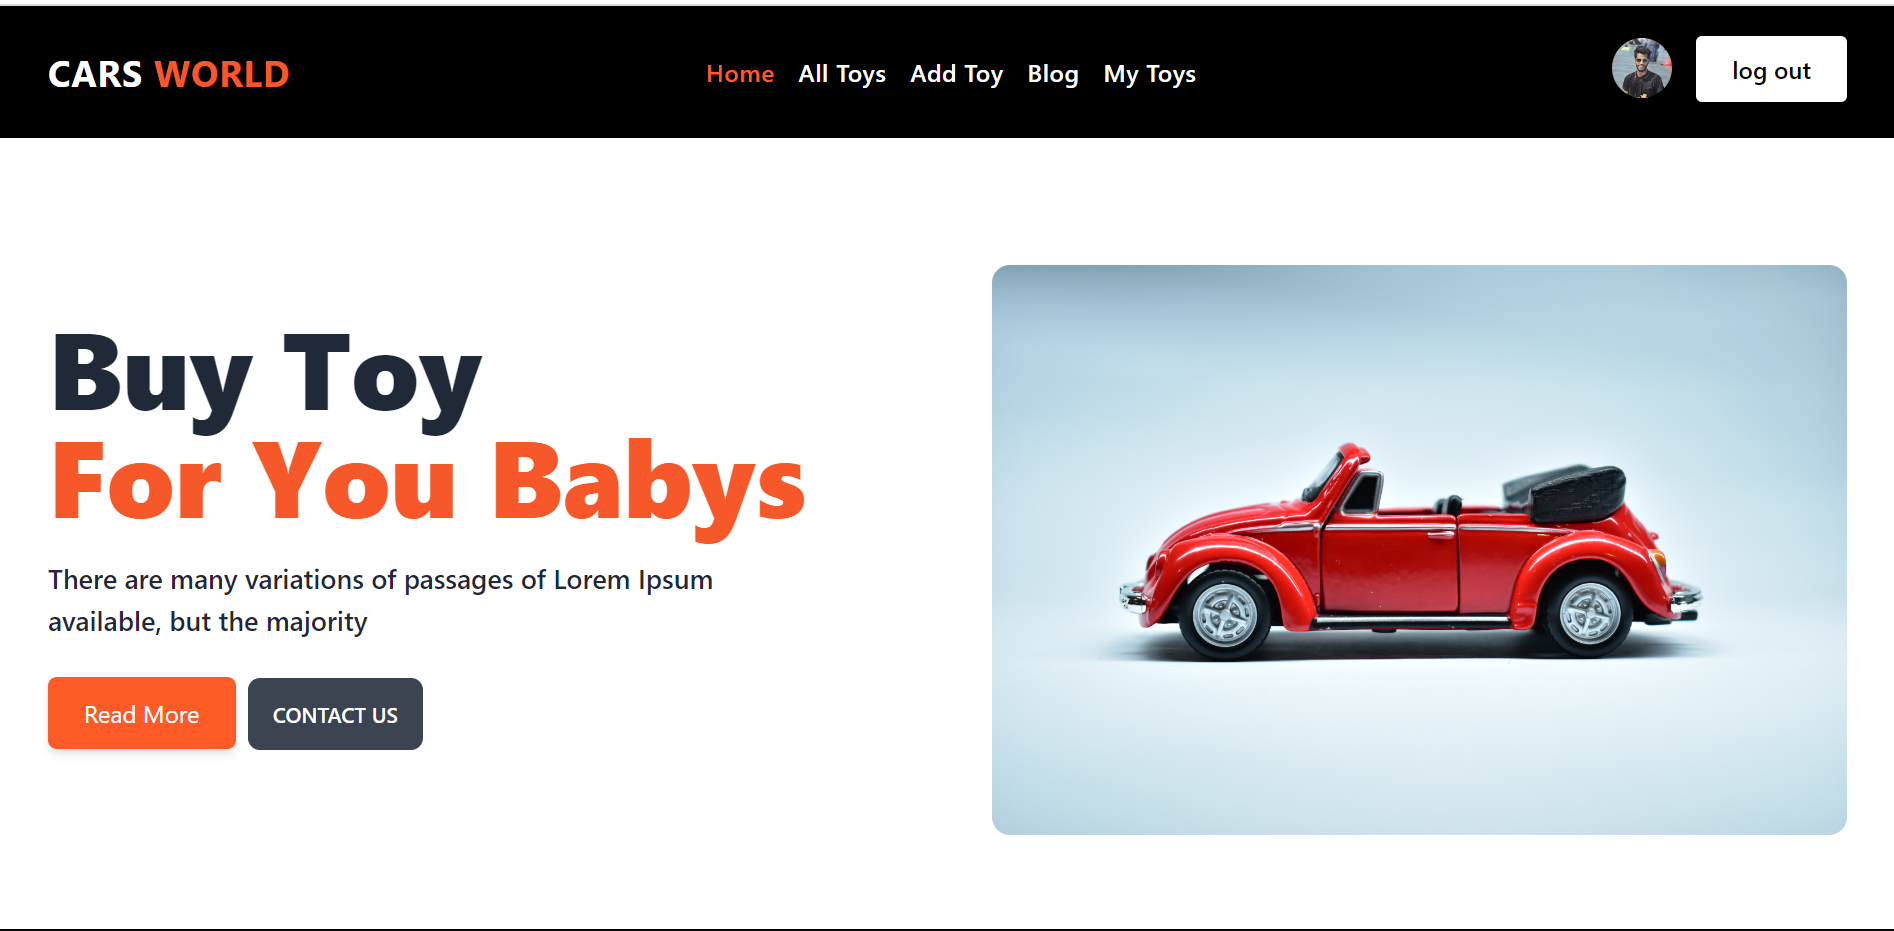 CARS WORLD
Home All Toys Add Toy Blog My Toys
log out
Buy Toy
For You Babys
There are many variations of passages of Lorem Ipsum
available, but the majority
Read More
CONTACT US